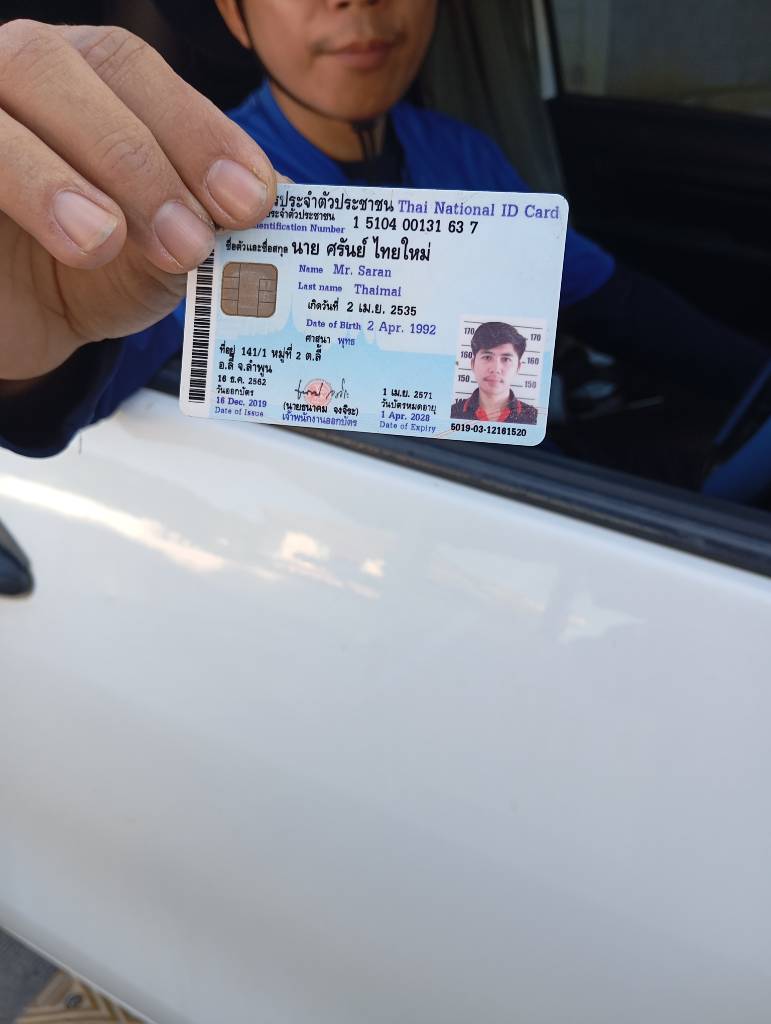 ประจำตัวประชาชน Thai National ID Card
ประจำตัวประชาชน
Identification Number 1 5104 00131 63 7
ชื่อตัวและชื่อสกุล นาย ศรันย์ ไทยใหม่
Name Mr. Saran
Last name Thaimai
เกิดวันที่ 2 เม.ย. 2535
Date of Birth 2 Apr. 1992
ศาสนา พุทธ
ที่อยู่ 141/1 หมู่ที่ 2 ต.ลี้
อ.ลี้ จ.ลำพูน
16 ธ.ค. 2562
วันออกบัตร
16 Dec. 2019
Date of Issue
(นายธนาคม จงจิระ)
เจ้าพนักงานออกบัตร
1 เม.ย. 2571
วันบัตรหมดอายุ
1 Apr. 2028
Date of Expiry
170 170
160 160
150 150
5019-03-12161520